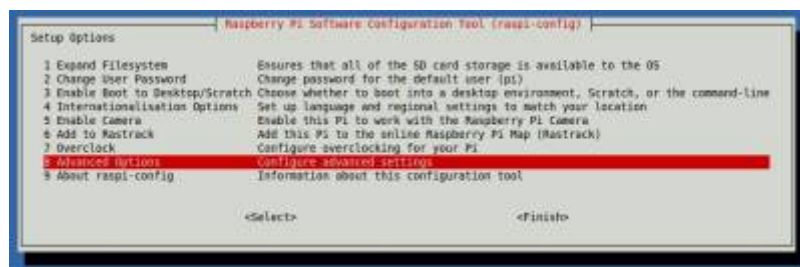 Raspberry Pi Software Configuration Tool (raspi-config)
Setup Options
1 Expand Filesystem Ensures that all of the SD card storage is available to the OS
2 Change User Password Change password for the default user (pi)
3 Enable Boot to Desktop/Scratch Choose whether to boot into a desktop environment, Scratch, or the command-line
4 Internationalisation Options Set up language and regional settings to match your location
5 Enable Camera Enable this Pi to work with the Raspberry Pi Camera
6 Add to Rastrack Add this Pi to the online Raspberry Pi Map (Rastrack)
7 Overclock Configure overclocking for your Pi
8 Advanced Options Configure advanced settings
9 About raspi-config Information about this configuration tool
<Select> <Finish>